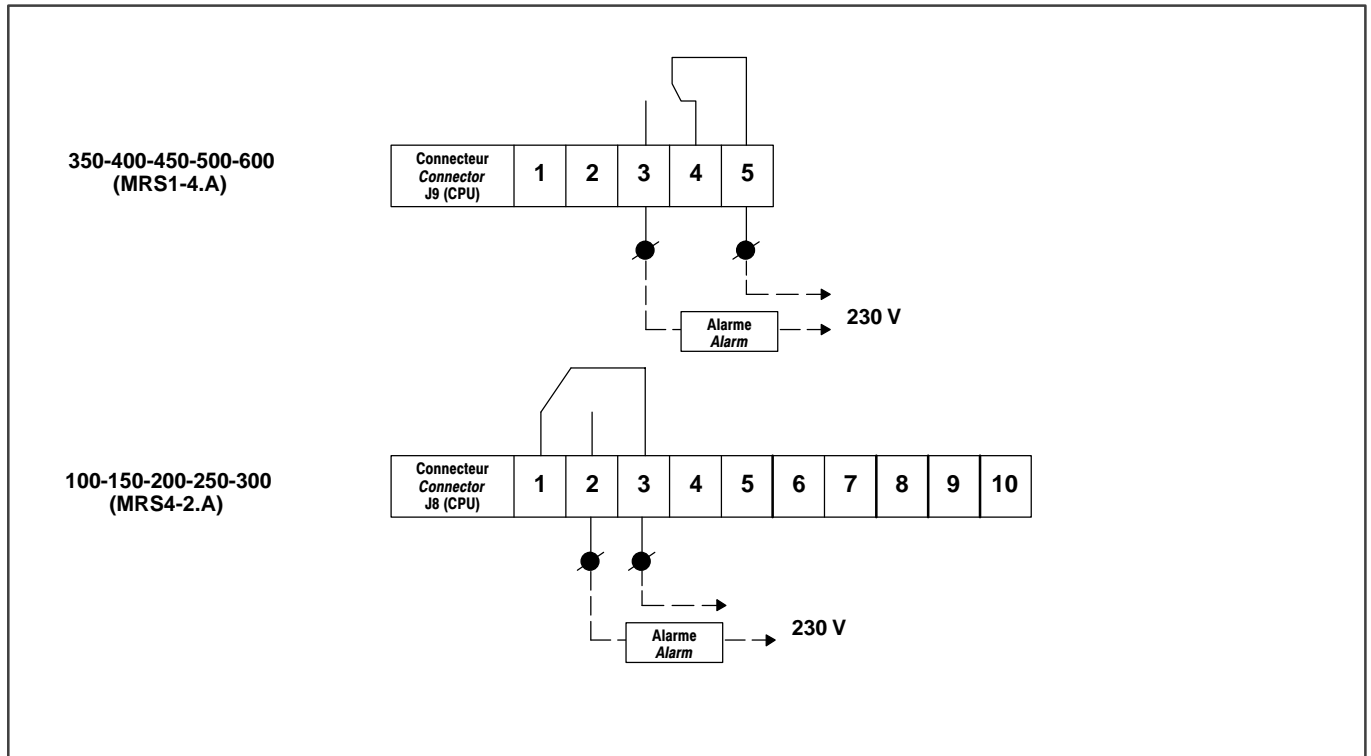 350-400-450-500-600
(MRS1-4.A)
Connecteur
Connector
J9 (CPU)
1 2 3 4 5
230 V
Alarme
Alarm
100-150-200-250-300
(MRS4-2.A)
Connecteur
Connector
J8 (CPU)
1 2 3 4 5 6 7 8 9 10
230 V
Alarme
Alarm